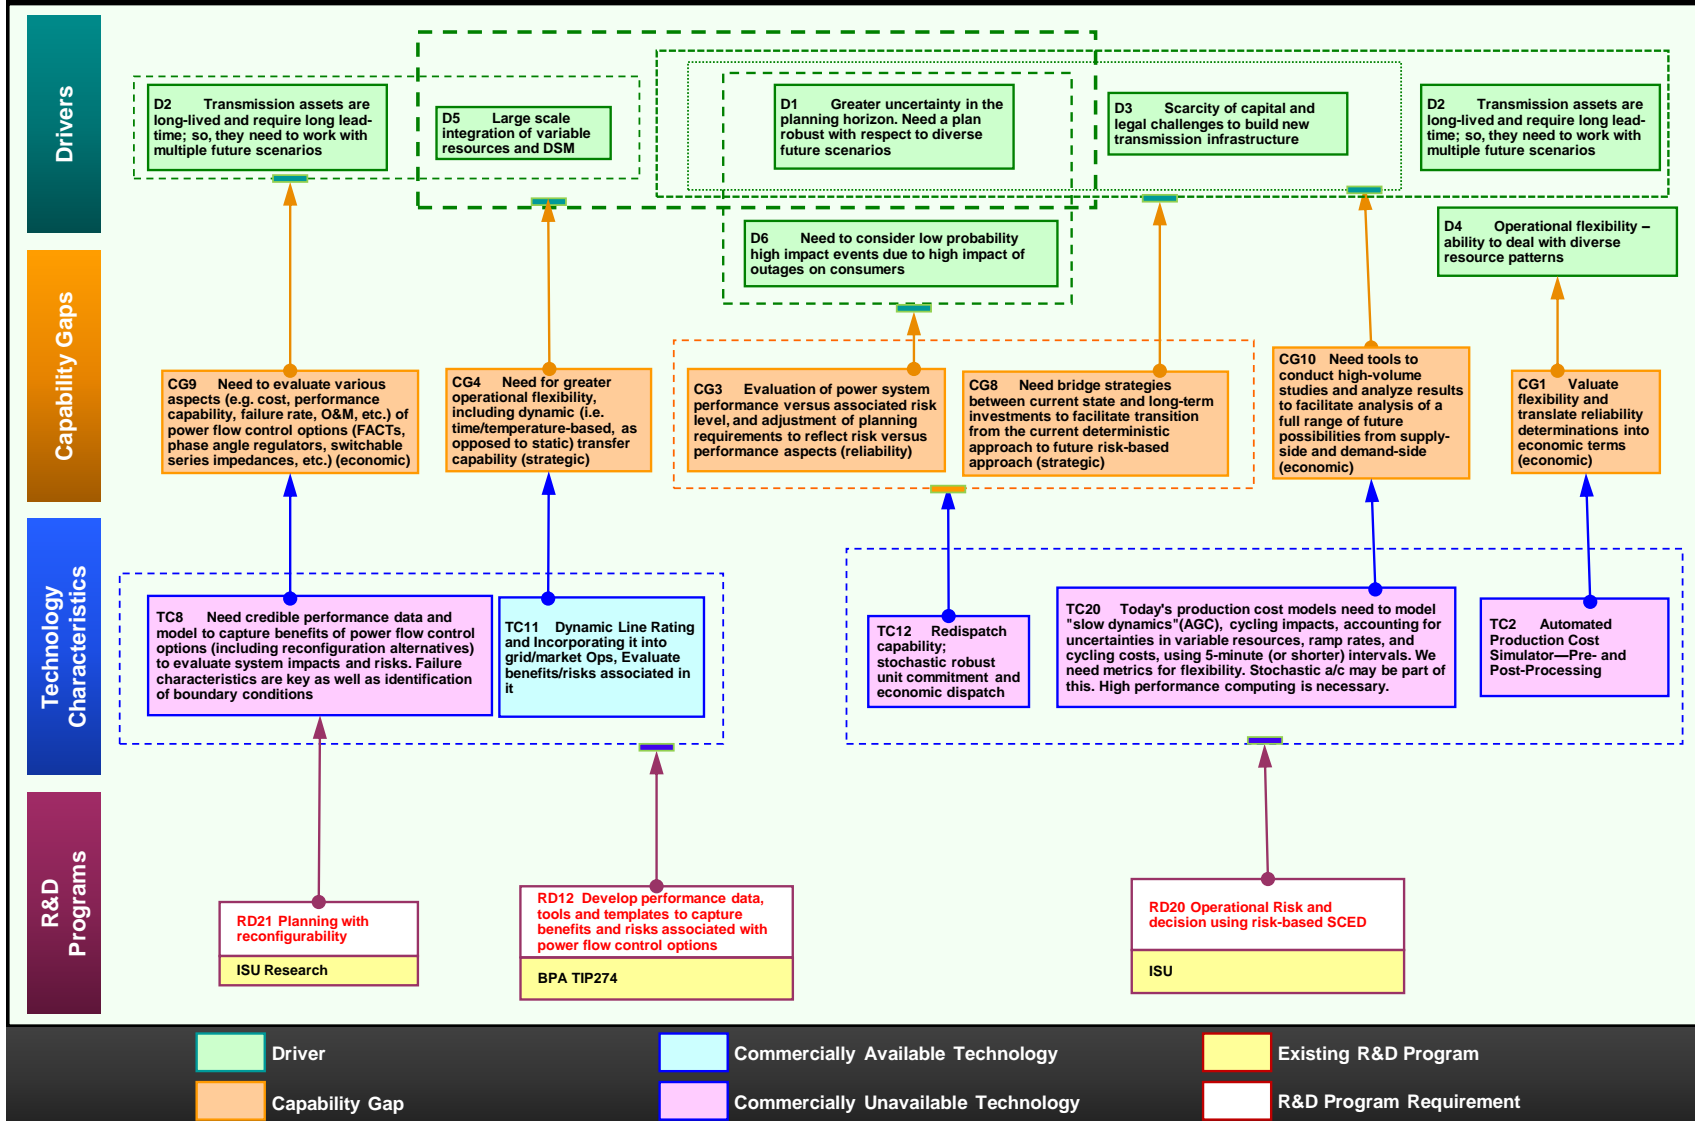 Drivers
D2 Transmission assets are
long-lived and require long lead-
time; so, they need to work with
multiple future scenarios
D5 Large scale
integration of variable
resources and DSM
D1 Greater uncertainty in the
planning horizon. Need a plan
robust with respect to diverse
future scenarios
D3 Scarcity of capital and
legal challenges to build new
transmission infrastructure
D2 Transmission assets are
long-lived and require long lead-
time; so, they need to work with
multiple future scenarios
D6 Need to consider low probability
high impact events due to high impact of
outages on consumers
D4 Operational flexibility –
ability to deal with diverse
resource patterns
Capability Gaps
CG9 Need to evaluate various
aspects (e.g. cost, performance
capability, failure rate, O&M, etc.) of
power flow control options (FACTs,
phase angle regulators, switchable
series impedances, etc.) (economic)
CG4 Need for greater
operational flexibility,
including dynamic (i.e.
time/temperature-based, as
opposed to static) transfer
capability (strategic)
CG3 Evaluation of power system
performance versus associated risk
level, and adjustment of planning
requirements to reflect risk versus
performance aspects (reliability)
CG8 Need bridge strategies
between current state and long-term
investments to facilitate transition
from the current deterministic
approach to future risk-based
approach (strategic)
CG10 Need tools to
conduct high-volume
studies and analyze results
to facilitate analysis of a
full range of future
possibilities from supply-
side and demand-side
(economic)
CG1 Valuate
flexibility and
translate reliability
determinations into
economic terms
(economic)
Technology
Characteristics
TC8 Need credible performance data and
model to capture benefits of power flow control
options (including reconfiguration alternatives)
to evaluate system impacts and risks. Failure
characteristics are key as well as identification
of boundary conditions
TC11 Dynamic Line Rating
and Incorporating it into
grid/market Ops, Evaluate
benefits/risks associated in
it
TC12 Redispatch
capability;
stochastic robust
unit commitment and
economic dispatch
TC20 Today's production cost models need to model
"slow dynamics"(AGC), cycling impacts, accounting for
uncertainties in variable resources, ramp rates, and
cycling costs, using 5-minute (or shorter) intervals. We
need metrics for flexibility. Stochastic a/c may be part of
this. High performance computing is necessary.
TC2 Automated
Production Cost
Simulator—Pre- and
Post-Processing
R&D
Programs
RD21 Planning with
reconfigurability
ISU Research
RD12 Develop performance data,
tools and templates to capture
benefits and risks associated with
power flow control options
BPA TIP274
RD20 Operational Risk and
decision using risk-based SCED
ISU
Driver
Commercially Available Technology
Existing R&D Program
Capability Gap
Commercially Unavailable Technology
R&D Program Requirement